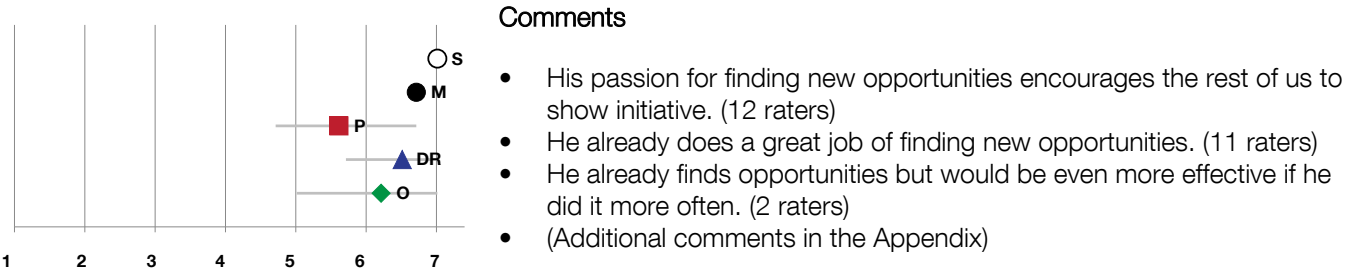 Comments
S
M
P
DR
O
1 2 3 4 5 6 7
• His passion for finding new opportunities encourages the rest of us to
show initiative. (12 raters)
• He already does a great job of finding new opportunities. (11 raters)
• He already finds opportunities but would be even more effective if he
did it more often. (2 raters)
• (Additional comments in the Appendix)